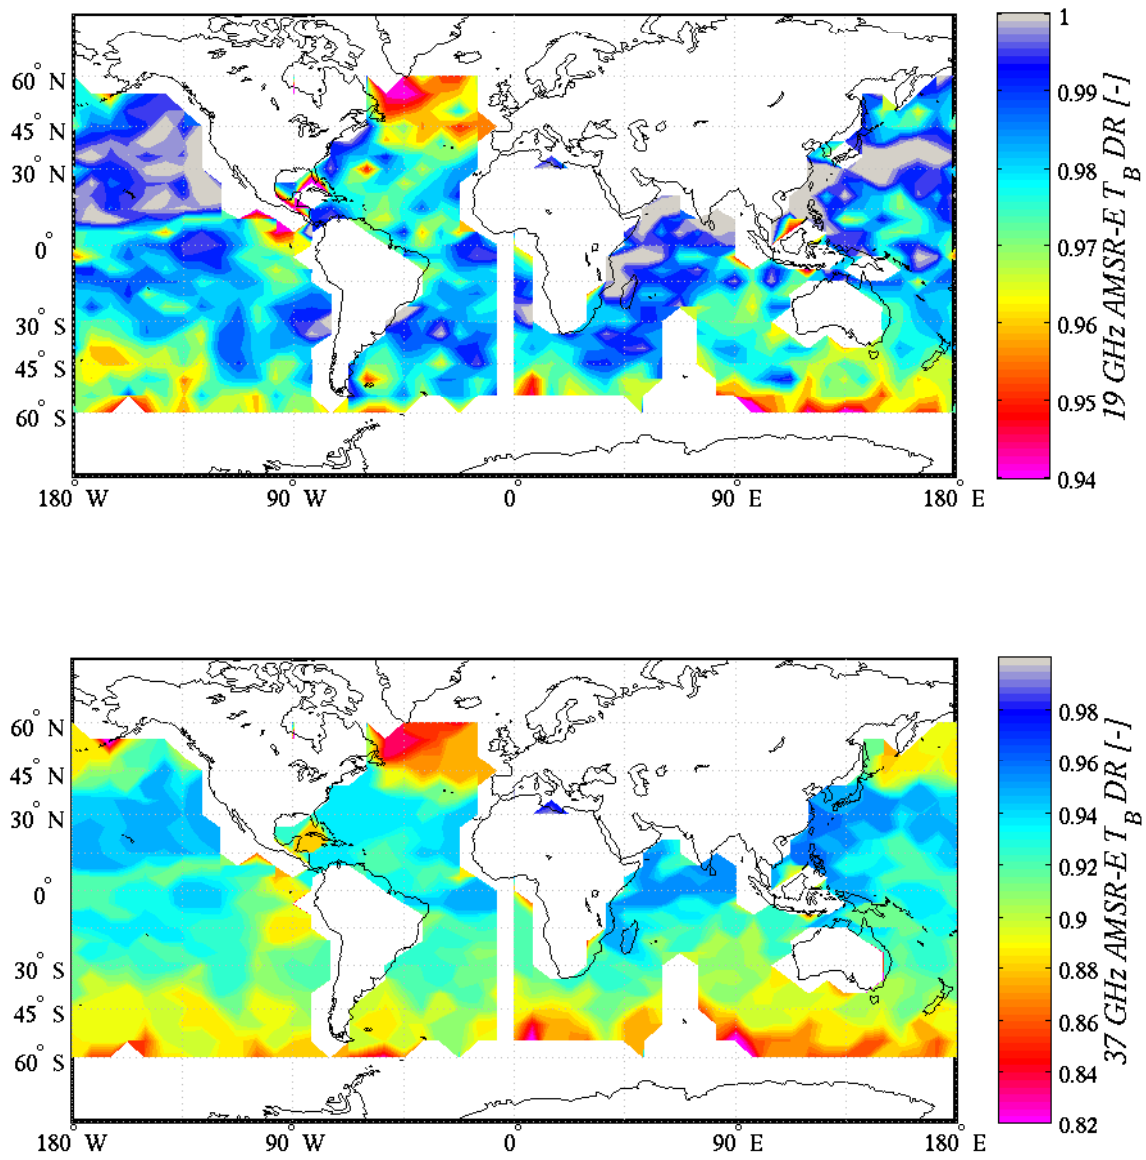 60° N
45° N
30° N
0°
30° S
45° S
60° S
180° W
90° W
0°
90° E
180° E
1
0.99
0.98
0.97
0.96
0.95
0.94
19 GHz AMSR-E T_B DR [-]
60° N
45° N
30° N
0°
30° S
45° S
60° S
180° W
90° W
0°
90° E
180° E
0.98
0.96
0.94
0.92
0.9
0.88
0.86
0.84
0.82
37 GHz AMSR-E T_B DR [-]